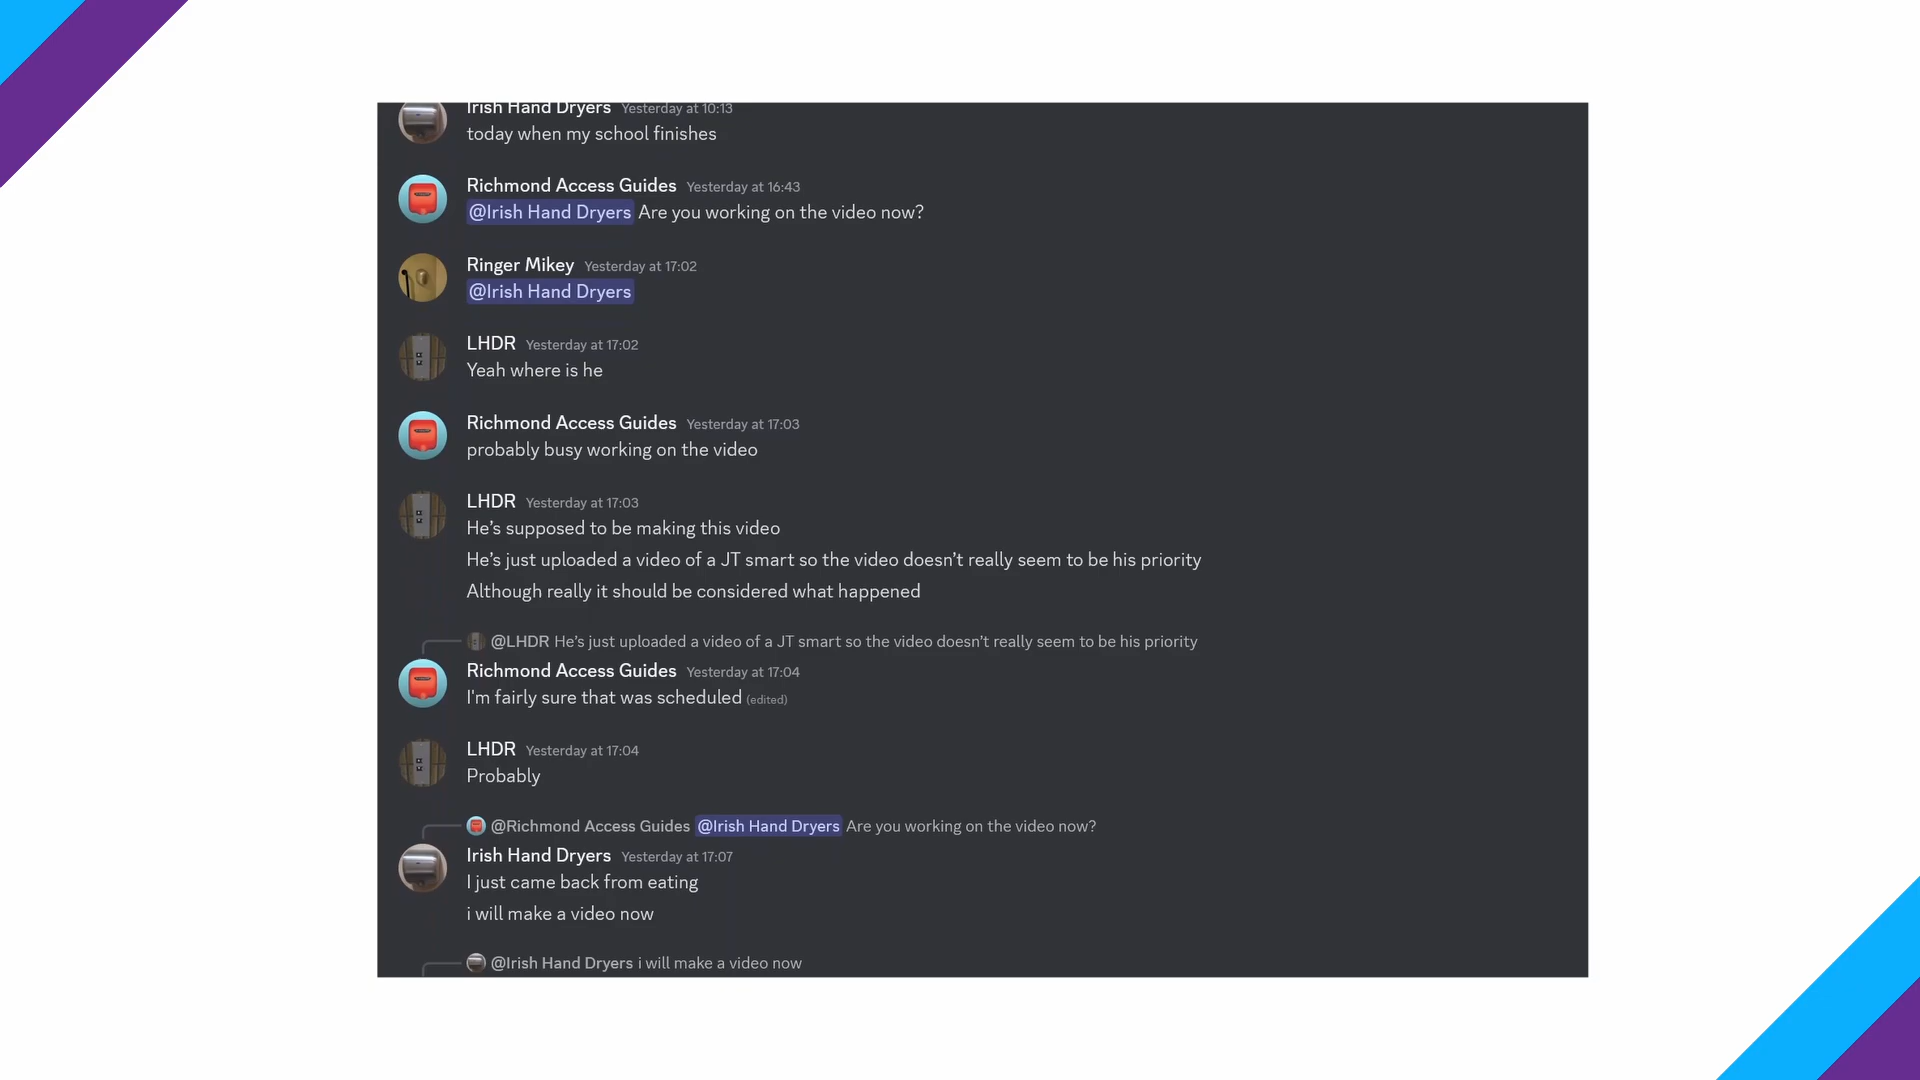 Irish Hand Dryers Yesterday at 10:13
today when my school finishes
Richmond Access Guides Yesterday at 16:43
@Irish Hand Dryers Are you working on the video now?
Ringer Mikey Yesterday at 17:02
@Irish Hand Dryers
LHDR Yesterday at 17:02
Yeah where is he
Richmond Access Guides Yesterday at 17:03
probably busy working on the video
LHDR Yesterday at 17:03
He’s supposed to be making this video
He’s just uploaded a video of a JT smart so the video doesn’t really seem to be his priority
Although really it should be considered what happened
@LHDR He’s just uploaded a video of a JT smart so the video doesn’t really seem to be his priority
Richmond Access Guides Yesterday at 17:04
I'm fairly sure that was scheduled (edited)
LHDR Yesterday at 17:04
Probably
@Richmond Access Guides @Irish Hand Dryers Are you working on the video now?
Irish Hand Dryers Yesterday at 17:07
I just came back from eating
i will make a video now
@Irish Hand Dryers i will make a video now